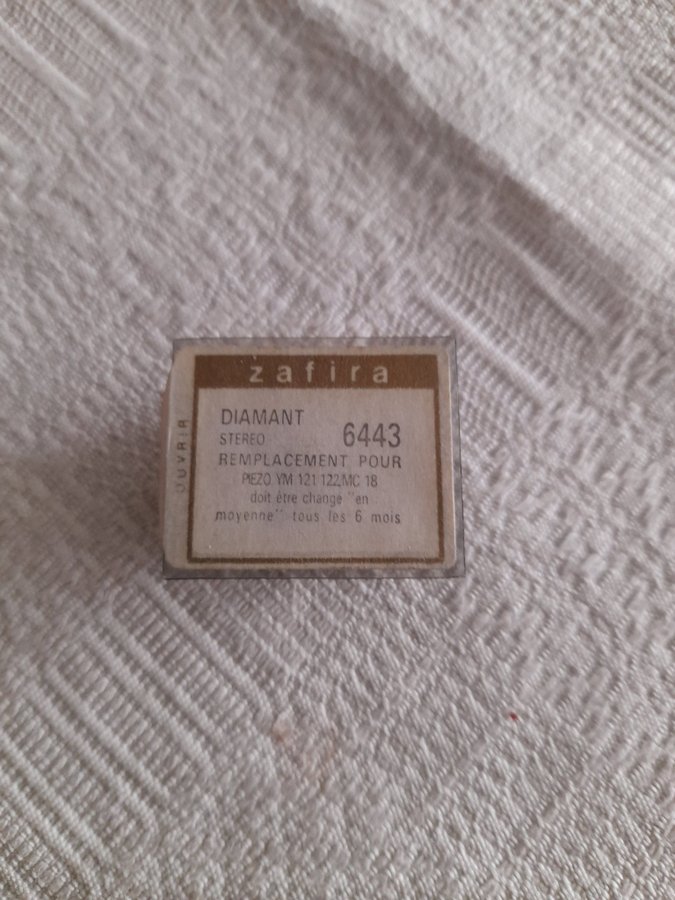 zafira
OUVRIR
DIAMANT
STEREO 6443
REMPLACEMENT POUR
PIEZO YM 121 122,MC 18
doit être changé "en
moyenne" tous les 6 mois